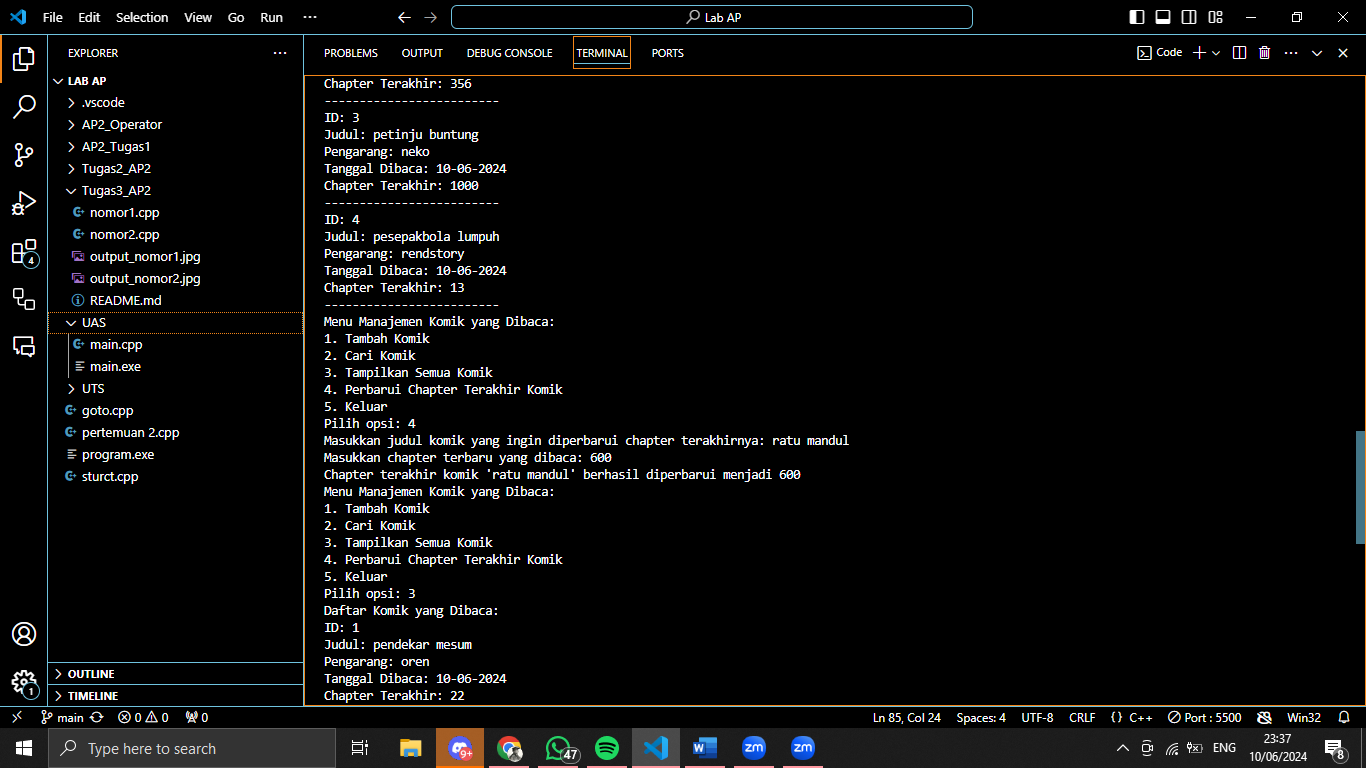 File Edit Selection View Go Run ··· Lab AP
EXPLORER ···
LAB AP
.vscode
AP2_Operator
AP2_Tugas1
Tugas2_AP2
Tugas3_AP2
nomor1.cpp
nomor2.cpp
output_nomor1.jpg
output_nomor2.jpg
README.md
UAS
main.cpp
main.exe
UTS
goto.cpp
pertemuan 2.cpp
program.exe
sturct.cpp
OUTLINE
TIMELINE
4
1
PROBLEMS OUTPUT DEBUG CONSOLE TERMINAL PORTS Code
Chapter Terakhir: 356
-------------------------
ID: 3
Judul: petinju buntung
Pengarang: neko
Tanggal Dibaca: 10-06-2024
Chapter Terakhir: 1000
-------------------------
ID: 4
Judul: pesepakbola lumpuh
Pengarang: rendstory
Tanggal Dibaca: 10-06-2024
Chapter Terakhir: 13
-------------------------
Menu Manajemen Komik yang Dibaca:
1. Tambah Komik
2. Cari Komik
3. Tampilkan Semua Komik
4. Perbarui Chapter Terakhir Komik
5. Keluar
Pilih opsi: 4
Masukkan judul komik yang ingin diperbarui chapter terakhirnya: ratu mandul
Masukkan chapter terbaru yang dibaca: 600
Chapter terakhir komik 'ratu mandul' berhasil diperbarui menjadi 600
Menu Manajemen Komik yang Dibaca:
1. Tambah Komik
2. Cari Komik
3. Tampilkan Semua Komik
4. Perbarui Chapter Terakhir Komik
5. Keluar
Pilih opsi: 3
Daftar Komik yang Dibaca:
ID: 1
Judul: pendekar mesum
Pengarang: oren
Tanggal Dibaca: 10-06-2024
Chapter Terakhir: 22
main 0 0 0 Ln 85, Col 24 Spaces: 4 UTF-8 CRLF {} C++ Port : 5500 Win32
Type here to search 9+ 47 W zm zm ENG 23:37
10/06/2024 8